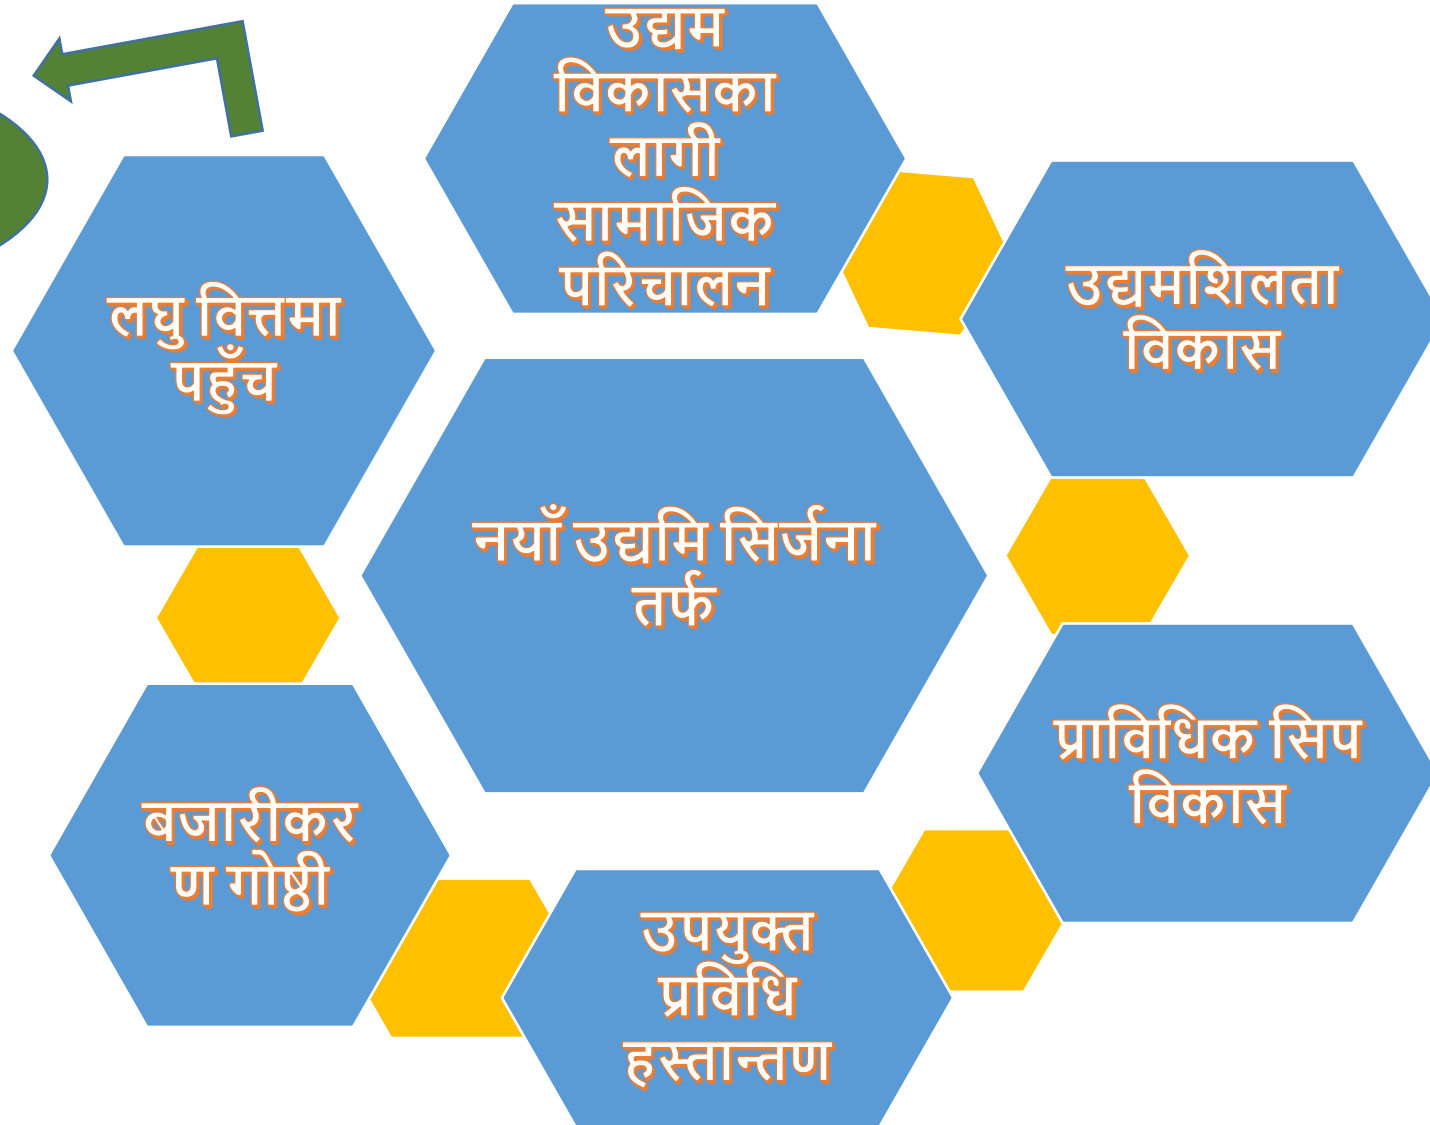 उद्यम
विकासका
लागी
सामाजिक
परिचालन
उद्यमशिलता
विकास
लघु वित्तमा
पहुँच
नयाँ उद्यमि सिर्जना
तर्फ
प्राविधिक सिप
विकास
बजारीकर
ण गोष्ठी
उपयुक्त
प्रविधि
हस्तान्तण